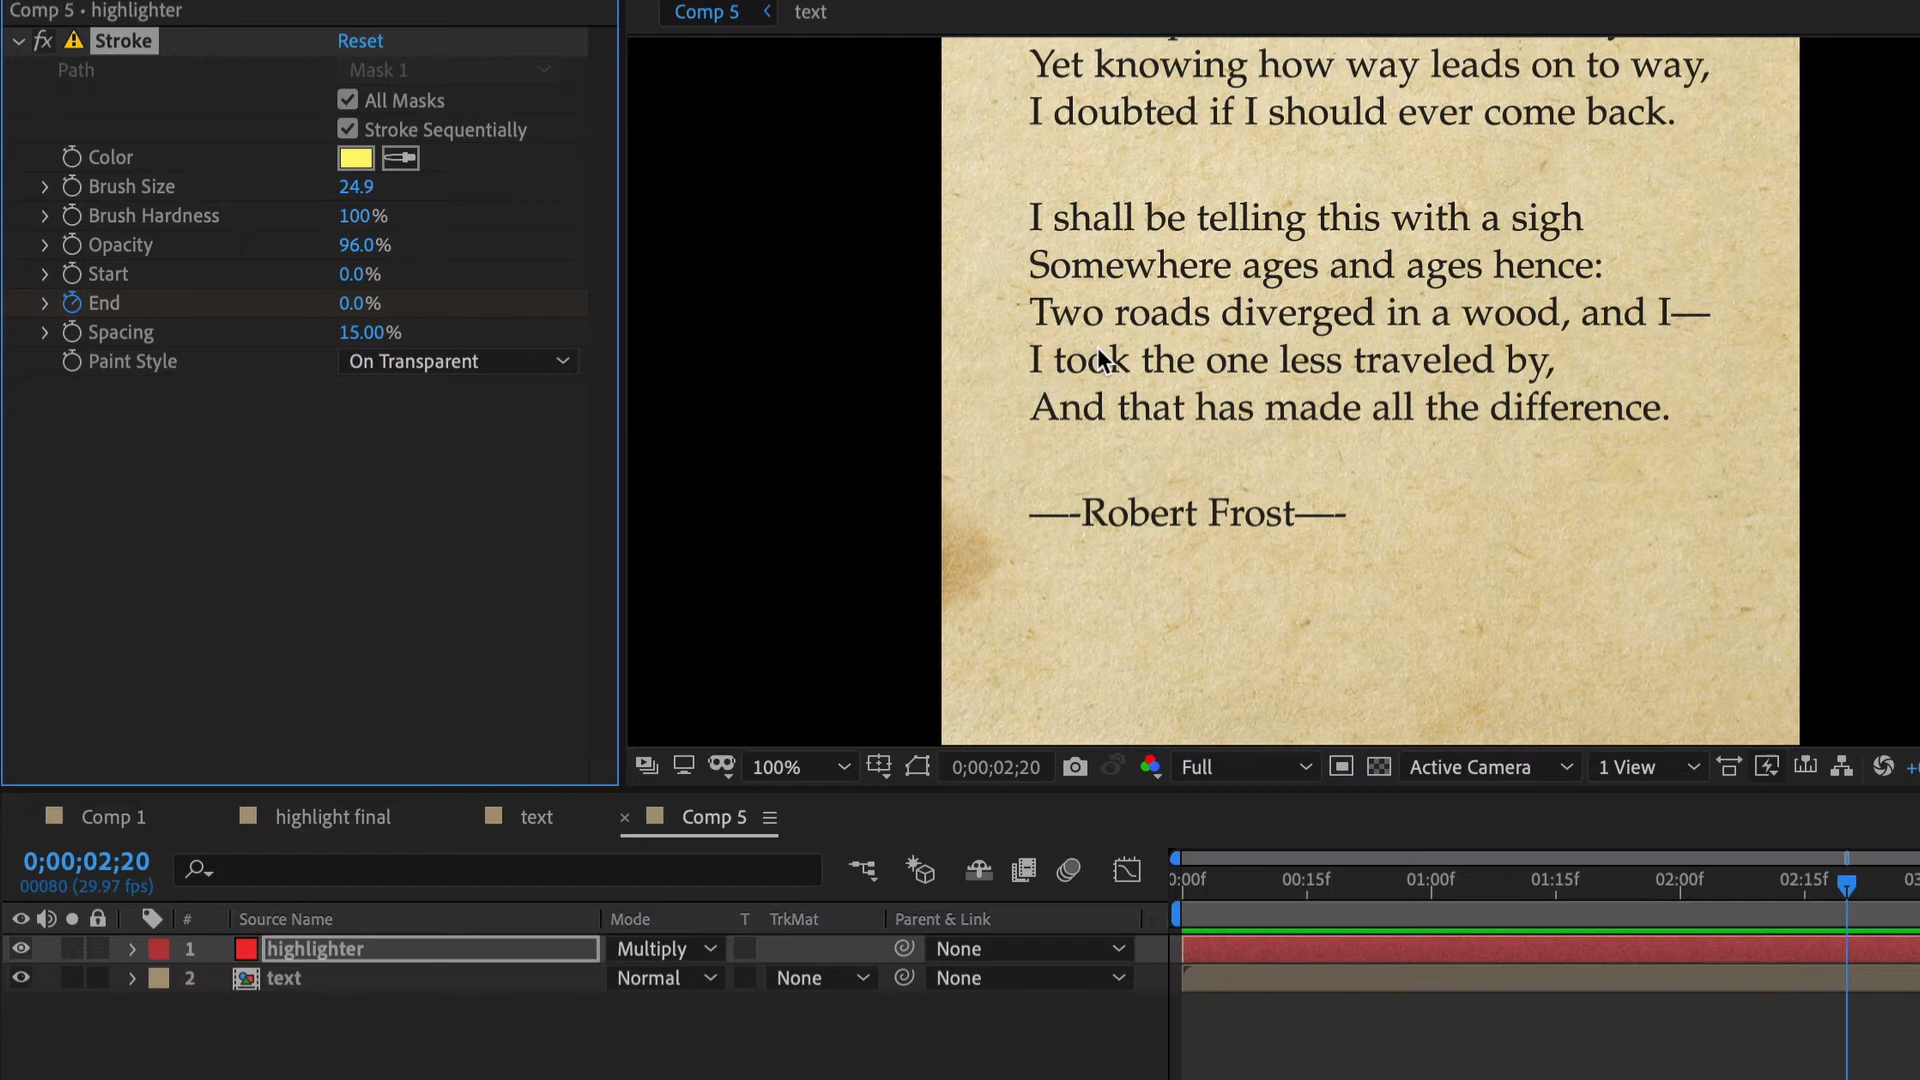 Comp 5 • highlighter
fx Stroke Reset
Path Mask 1
All Masks
Stroke Sequentially
Color
Brush Size 24.9
Brush Hardness 100%
Opacity 96.0%
Start 0.0%
End 0.0%
Spacing 15.00%
Paint Style On Transparent
Comp 5 text
Yet knowing how way leads on to way,
I doubted if I should ever come back.
I shall be telling this with a sigh
Somewhere ages and ages hence:
Two roads diverged in a wood, and I—
I took the one less traveled by,
And that has made all the difference.
—-Robert Frost—-
100% 0;00;02;20 Full Active Camera 1 View +0
Comp 1 highlight final text × Comp 5
0;00;02;20
00080 (29.97 fps)
0:00f 00:15f 01:00f 01:15f 02:00f 02:15f 03
# Source Name Mode T TrkMat Parent & Link
1 highlighter Multiply None
2 text Normal None None